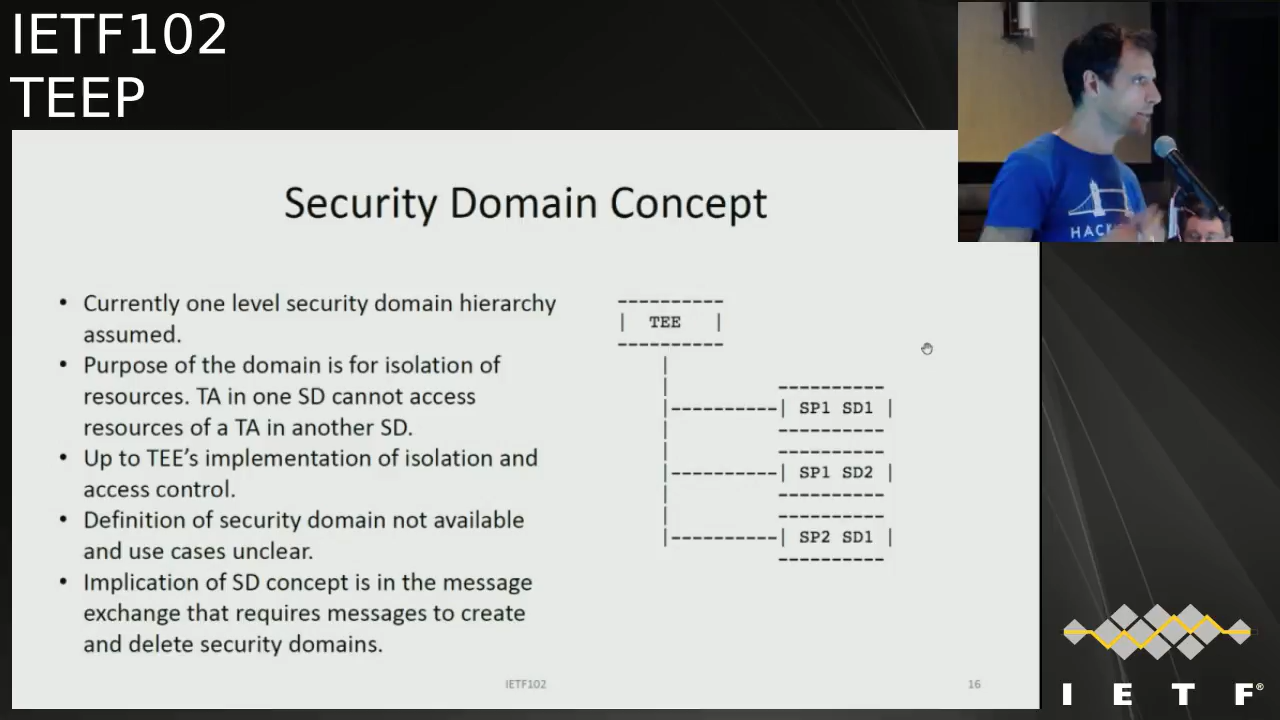 IETF102
TEEP
HACK
Security Domain Concept
• Currently one level security domain hierarchy
assumed.
• Purpose of the domain is for isolation of
resources. TA in one SD cannot access
resources of a TA in another SD.
• Up to TEE’s implementation of isolation and
access control.
• Definition of security domain not available
and use cases unclear.
• Implication of SD concept is in the message
exchange that requires messages to create
and delete security domains.
TEE
SP1 SD1
SP1 SD2
SP2 SD1
IETF102
16
I E T F®